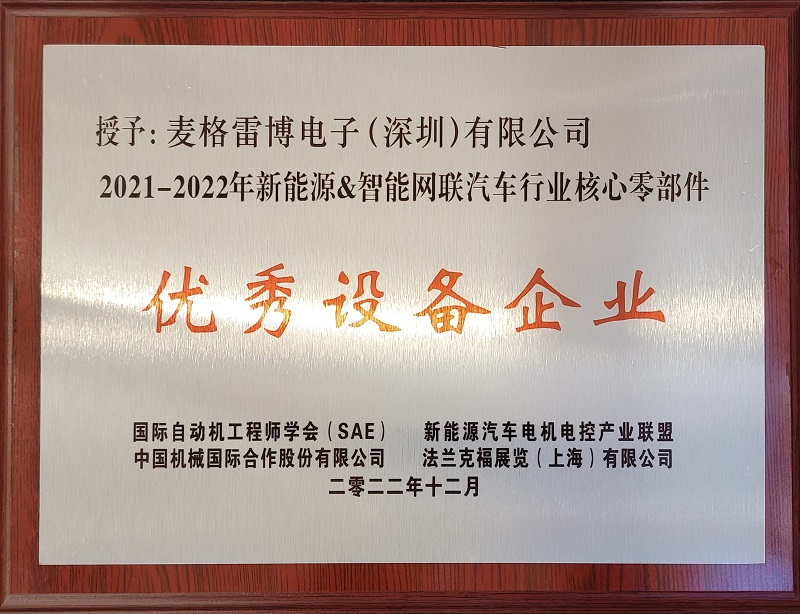 授予：麦格雷博电子（深圳）有限公司
2021-2022年新能源&智能网联汽车行业核心零部件
优秀设备企业
国际自动机工程师学会（SAE） 新能源汽车电机电控产业联盟
中国机械国际合作股份有限公司 法兰克福展览（上海）有限公司
二零二二年十二月